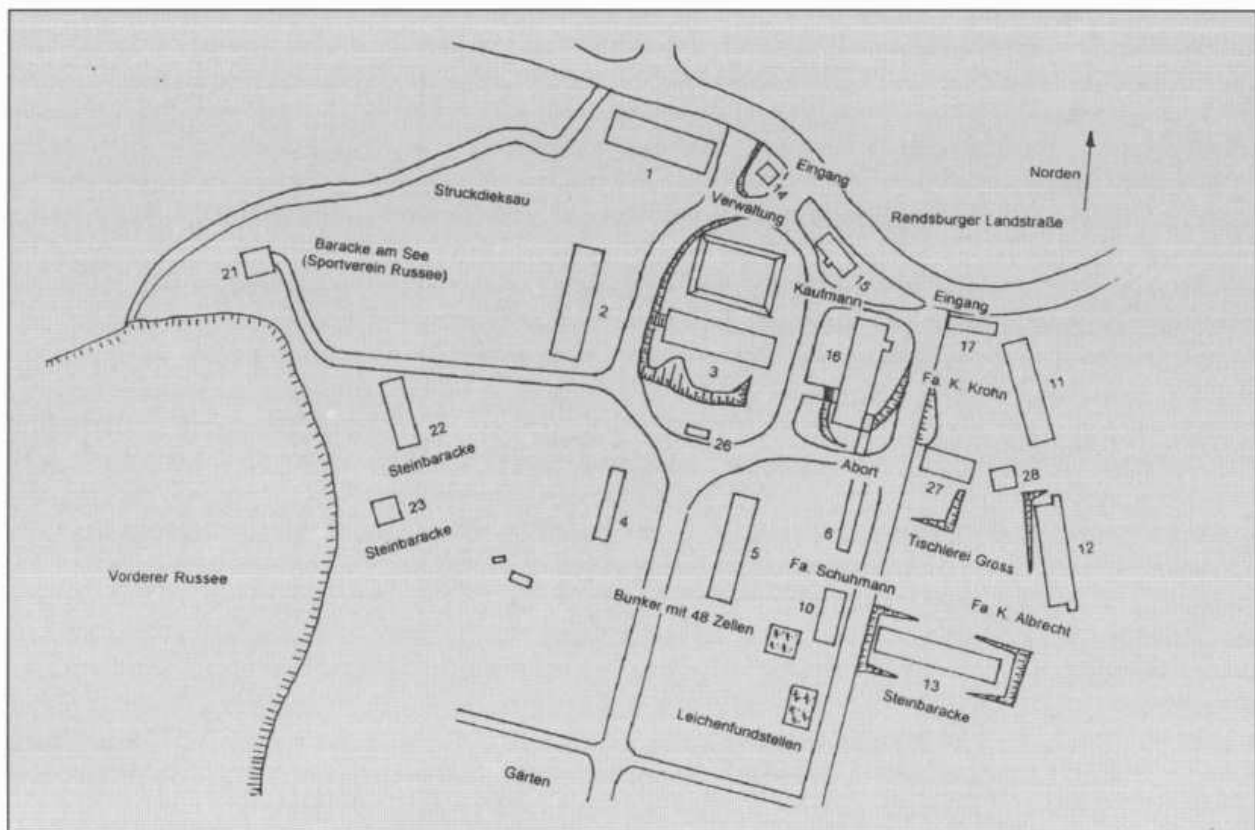 1
14
Eingang
Norden
Struckdieksau
Verwaltung
Rendsburger Landstraße
Baracke am See
(Sportverein Russee)
21
15
2
Kaufmann
Eingang
17
3
16
Fa. K. Krohn
11
22
Steinbaracke
26
Abort
27
28
23
Steinbaracke
4
5
6
Tischlerei Gross
12
Vorderer Russee
Fa. Schuhmann
Bunker mit 48 Zellen
10
Fa. K. Albrecht
13
Steinbaracke
Leichenfundstellen
Gärten